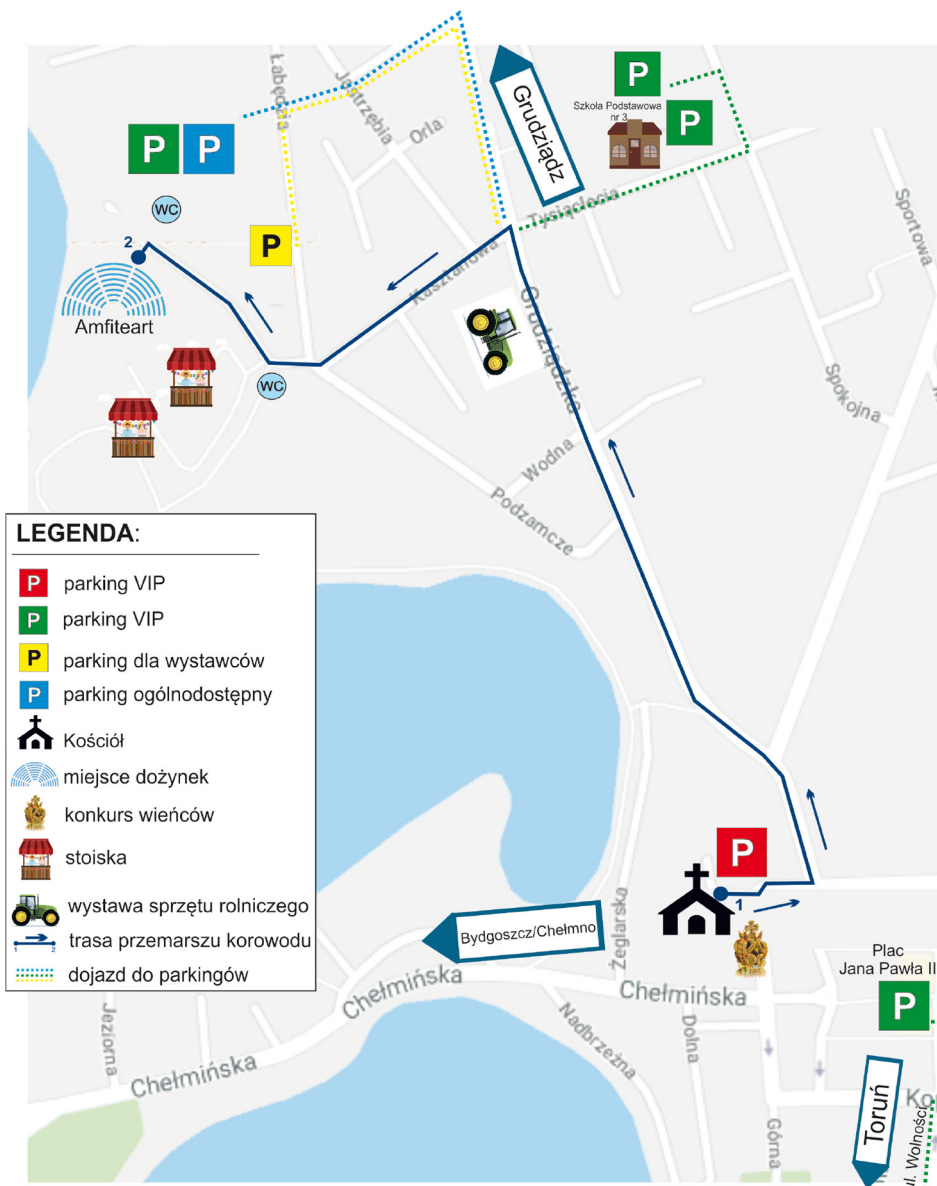 Łabędzia
Jastrzębia
Orla
Grudziądz
P
Szkoła Podstawowa
nr 3
P
P
P
WC
Tysiąclecia
Sportowa
2
P
Kasztanowa
Amfiteart
Grudziądzka
WC
Spokojna
Wodna
Podzamcze
LEGENDA:
P parking VIP
P parking VIP
P parking dla wystawców
P parking ogólnodostępny
Kościół
miejsce dożynek
konkurs wieńców
stoiska
wystawa sprzętu rolniczego
1 2 trasa przemarszu korowodu
dojazd do parkingów
P
1
Żeglarska
Bydgoszcz/Chełmno
Plac
Jana Pawła II
P
Chełmińska
Chełmińska
Chełmińska
Jeziorna
Nadbrzeżna
Dolna
Górna
Toruń
ul. Wolności